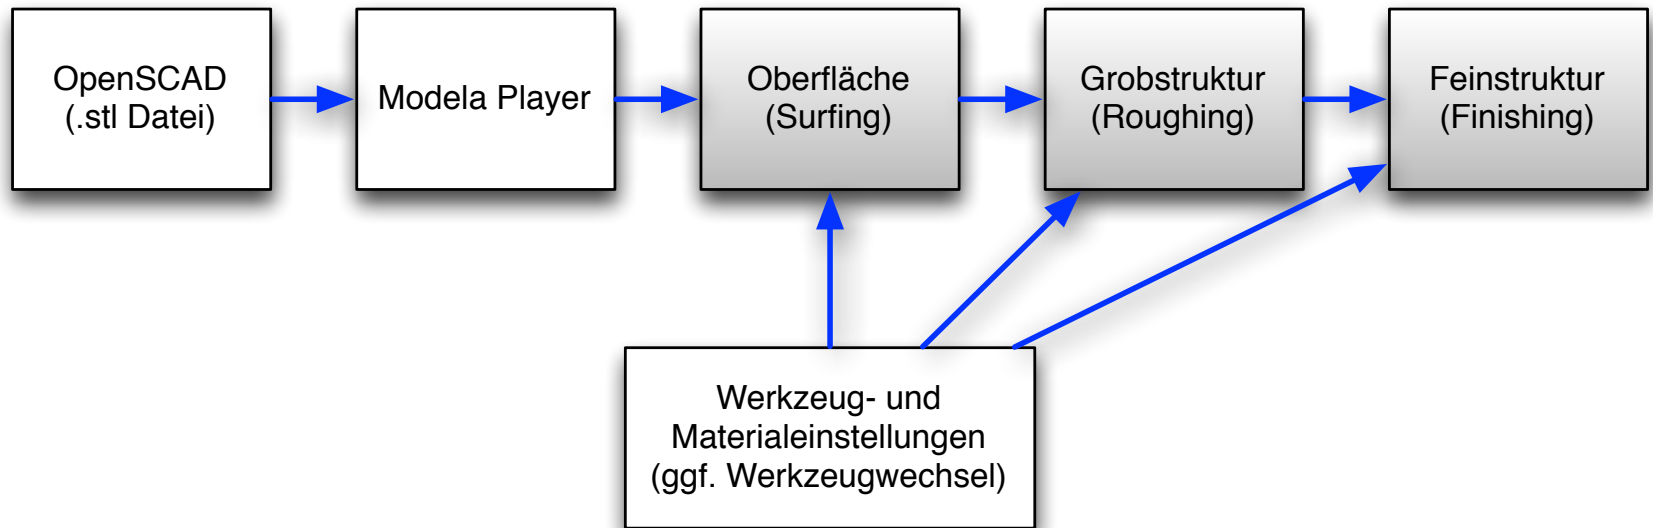 OpenSCAD
(.stl Datei)
Modela Player
Oberfläche
(Surfing)
Grobstruktur
(Roughing)
Feinstruktur
(Finishing)
Werkzeug- und
Materialeinstellungen
(ggf. Werkzeugwechsel)